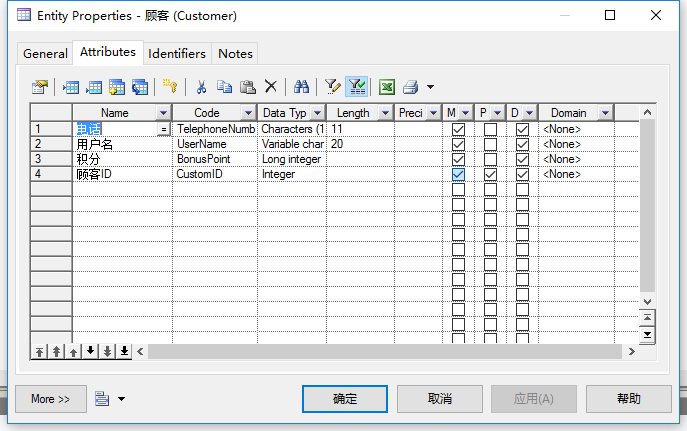 Entity Properties - 顾客 (Customer)
General Attributes Identifiers Notes
Name Code Data Typ Length Preci M P D Domain
1 电话 = TelephoneNumb Characters (1 11 <None>
2 用户名 UserName Variable char 20 <None>
3 积分 BonusPoint Long integer <None>
4 顾客ID CustomID Integer <None>
More >> 确定 取消 应用(A) 帮助